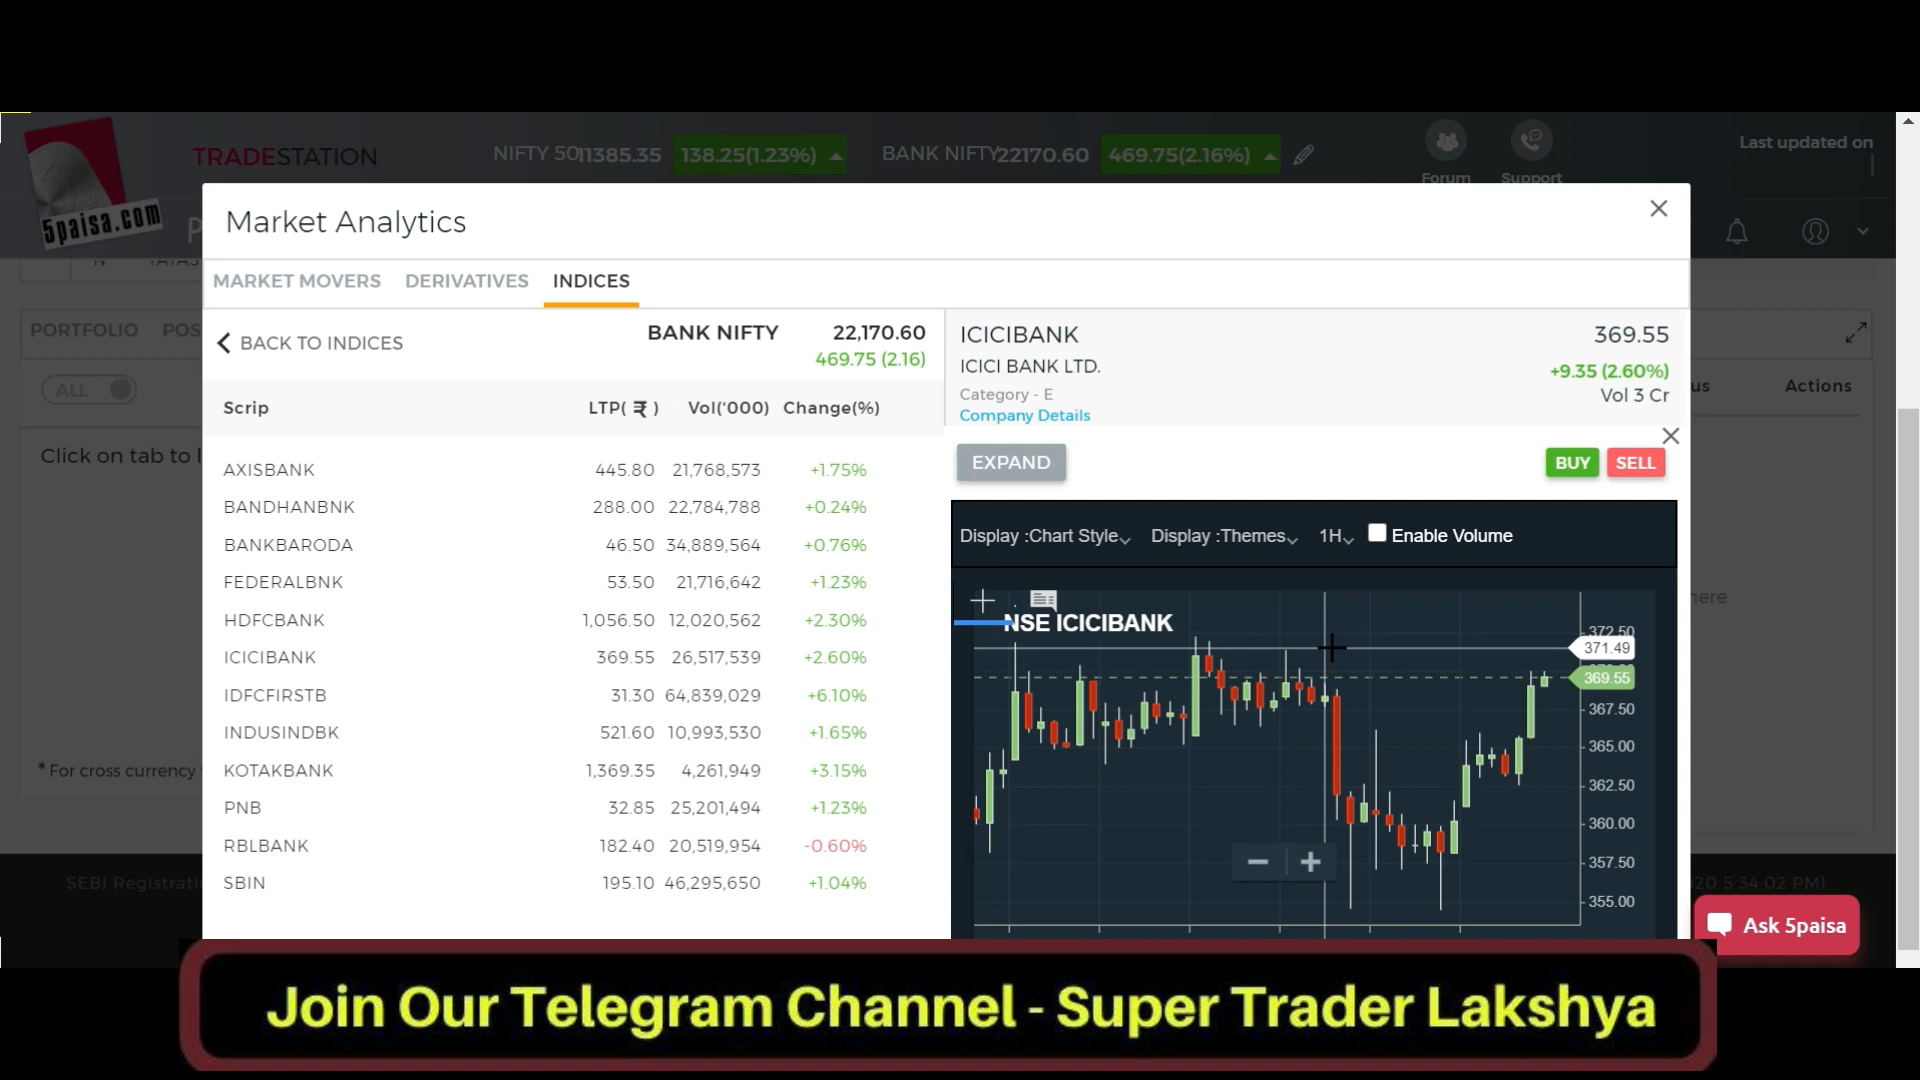 5paisa.com
TRADESTATION
NIFTY 50 11385.35 138.25(1.23%)
BANK NIFTY 22170.60 469.75(2.16%)
Forum
Support
Last updated on
Market Analytics
MARKET MOVERS DERIVATIVES INDICES
BACK TO INDICES
BANK NIFTY 22,170.60
469.75 (2.16)
Scrip LTP( ₹ ) Vol('000) Change(%)
AXISBANK 445.80 21,768,573 +1.75%
BANDHANBNK 288.00 22,784,788 +0.24%
BANKBARODA 46.50 34,889,564 +0.76%
FEDERALBNK 53.50 21,716,642 +1.23%
HDFCBANK 1,056.50 12,020,562 +2.30%
ICICIBANK 369.55 26,517,539 +2.60%
IDFCFIRSTB 31.30 64,839,029 +6.10%
INDUSINDBK 521.60 10,993,530 +1.65%
KOTAKBANK 1,369.35 4,261,949 +3.15%
PNB 32.85 25,201,494 +1.23%
RBLBANK 182.40 20,519,954 -0.60%
SBIN 195.10 46,295,650 +1.04%
ICICIBANK 369.55
ICICI BANK LTD. +9.35 (2.60%)
Category - E Vol 3 Cr
Company Details
EXPAND BUY SELL
Display :Chart Style Display :Themes 1H Enable Volume
NSE ICICIBANK
372.50
371.49
369.55
367.50
365.00
362.50
360.00
357.50
355.00
PORTFOLIO POS
ALL
us Actions
Click on tab to l
here
*For cross currency
SEBI Registrati
20 5:34:02 PM)
Ask 5paisa
Join Our Telegram Channel - Super Trader Lakshya